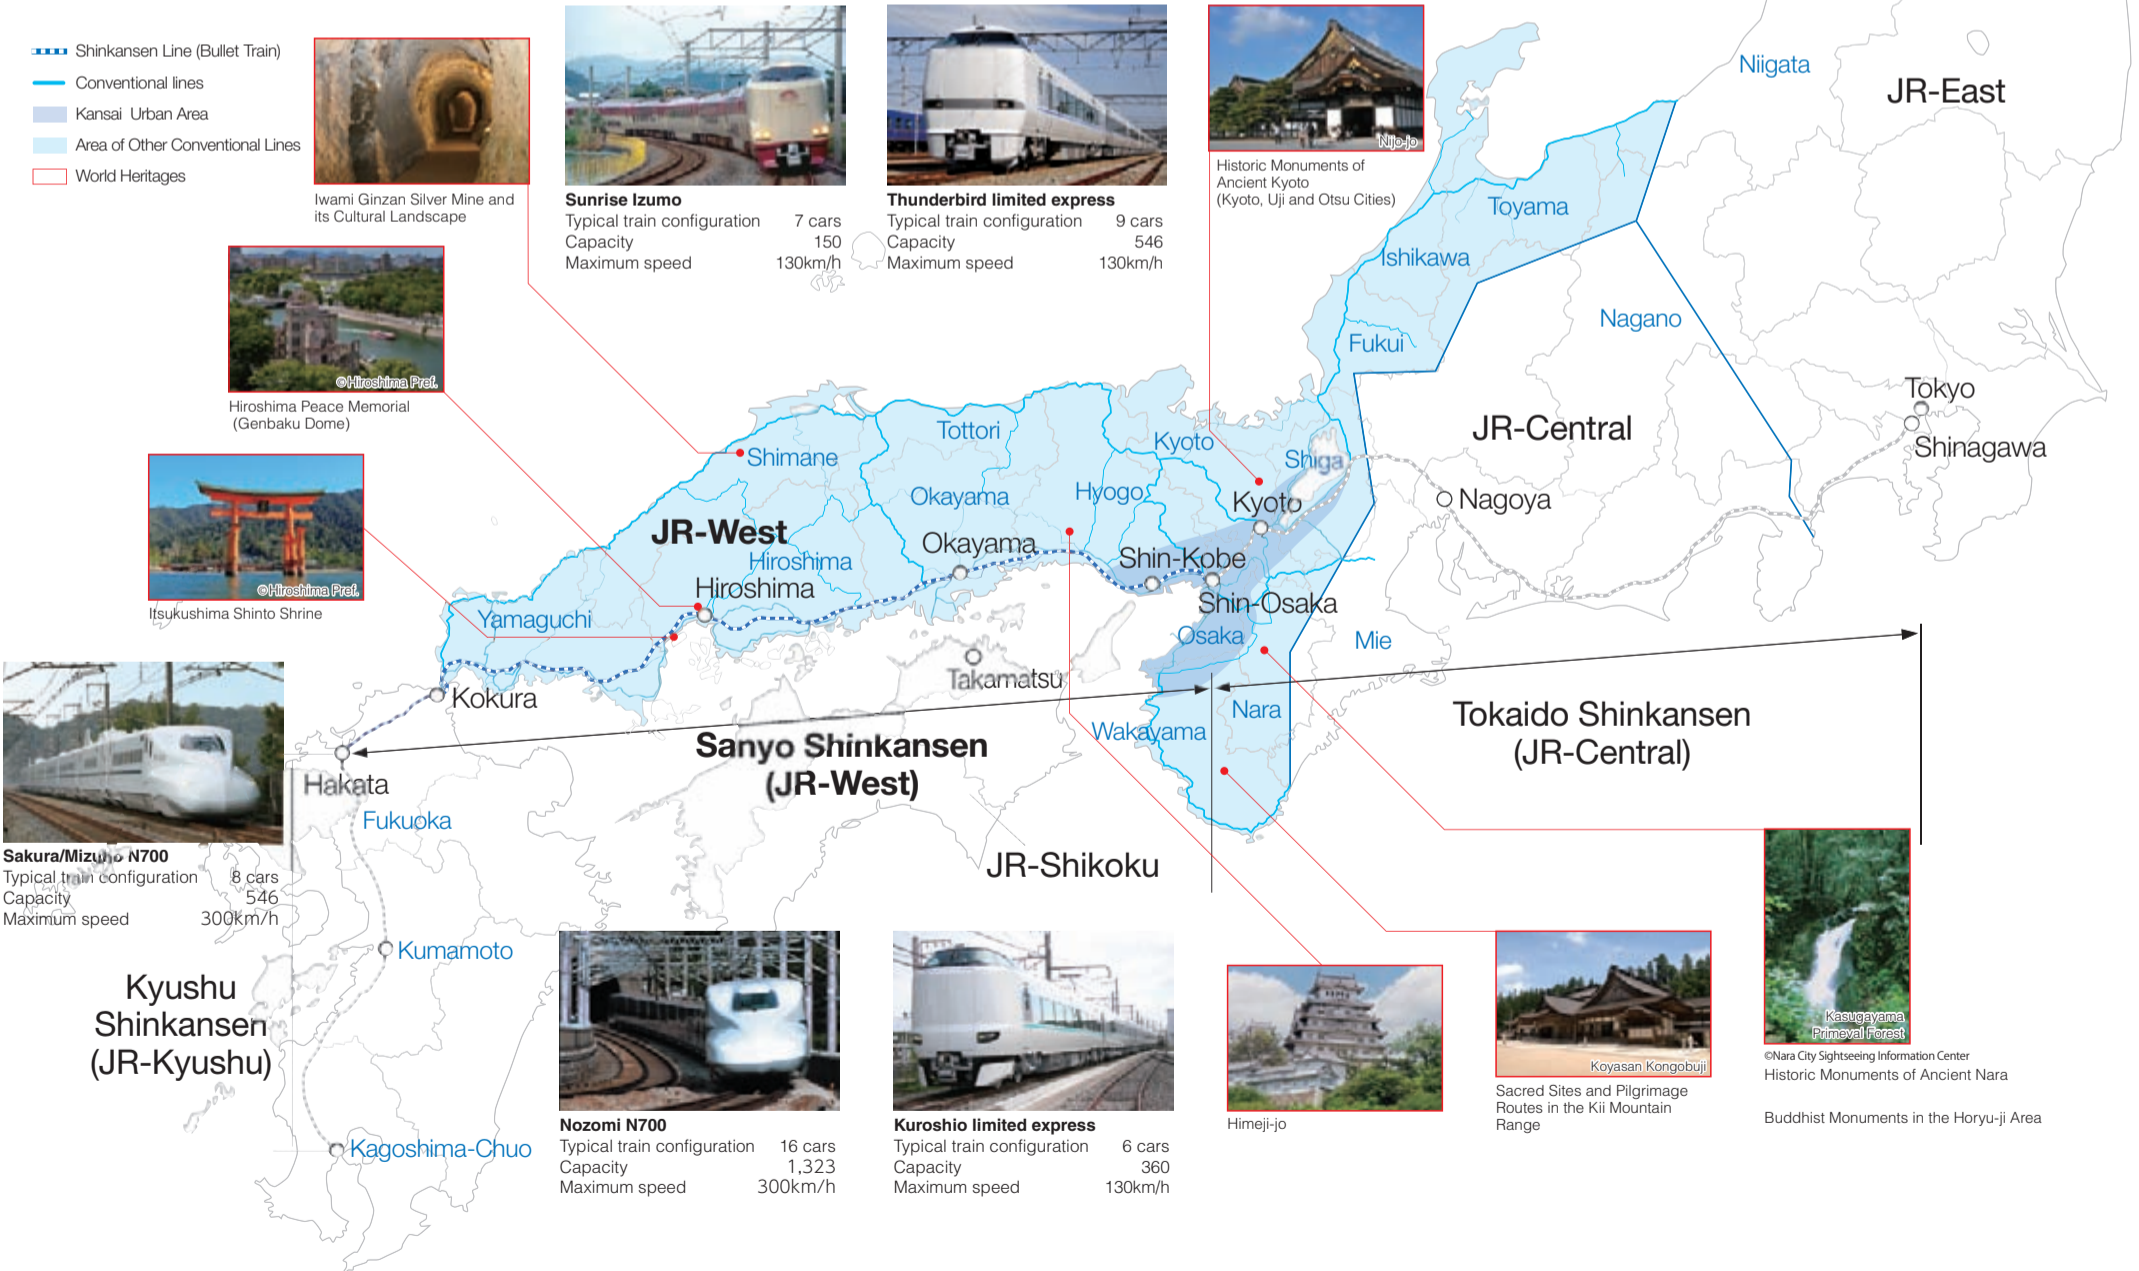 Shinkansen Line (Bullet Train)
Conventional lines
Kansai Urban Area
Area of Other Conventional Lines
World Heritages
Iwami Ginzan Silver Mine and
its Cultural Landscape
Sunrise Izumo
Typical train configuration 7 cars
Capacity 150
Maximum speed 130km/h
Thunderbird limited express
Typical train configuration 9 cars
Capacity 546
Maximum speed 130km/h
Nijo-jo
Historic Monuments of
Ancient Kyoto
(Kyoto, Uji and Otsu Cities)
Niigata
JR-East
Toyama
Ishikawa
Nagano
Fukui
©Hiroshima Pref.
Hiroshima Peace Memorial
(Genbaku Dome)
Tokyo
Shinagawa
JR-Central
Tottori
Kyoto
Shimane
Shiga
Okayama
Hyogo
Kyoto
Nagoya
JR-West
Okayama
Hiroshima
Shin-Kobe
Hiroshima
Shin-Osaka
©Hiroshima Pref.
Itsukushima Shinto Shrine
Yamaguchi
Osaka
Mie
Takamatsu
Kokura
Nara
Wakayama
Tokaido Shinkansen
(JR-Central)
Sanyo Shinkansen
(JR-West)
Hakata
Fukuoka
JR-Shikoku
Sakura/Mizuho N700
Typical train configuration 8 cars
Capacity 546
Maximum speed 300km/h
Kumamoto
Kyushu
Shinkansen
(JR-Kyushu)
Kagoshima-Chuo
Nozomi N700
Typical train configuration 16 cars
Capacity 1,323
Maximum speed 300km/h
Kuroshio limited express
Typical train configuration 6 cars
Capacity 360
Maximum speed 130km/h
Himeji-jo
Koyasan Kongobuji
Sacred Sites and Pilgrimage
Routes in the Kii Mountain
Range
Kasugayama
Primeval Forest
©Nara City Sightseeing Information Center
Historic Monuments of Ancient Nara
Buddhist Monuments in the Horyu-ji Area